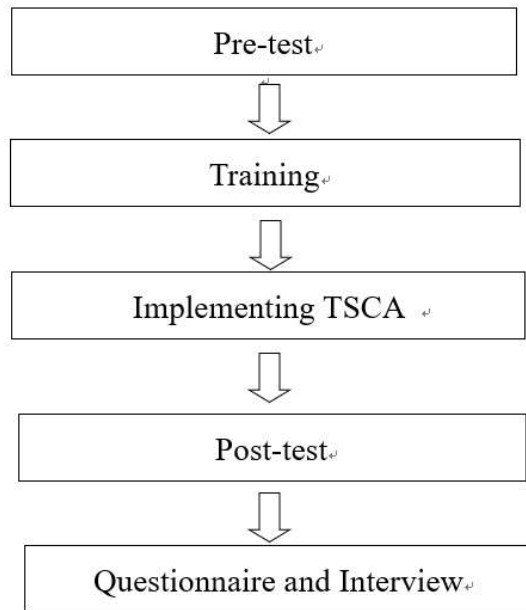 Pre-test
Training
Implementing TSCA
Post-test
Questionnaire and Interview